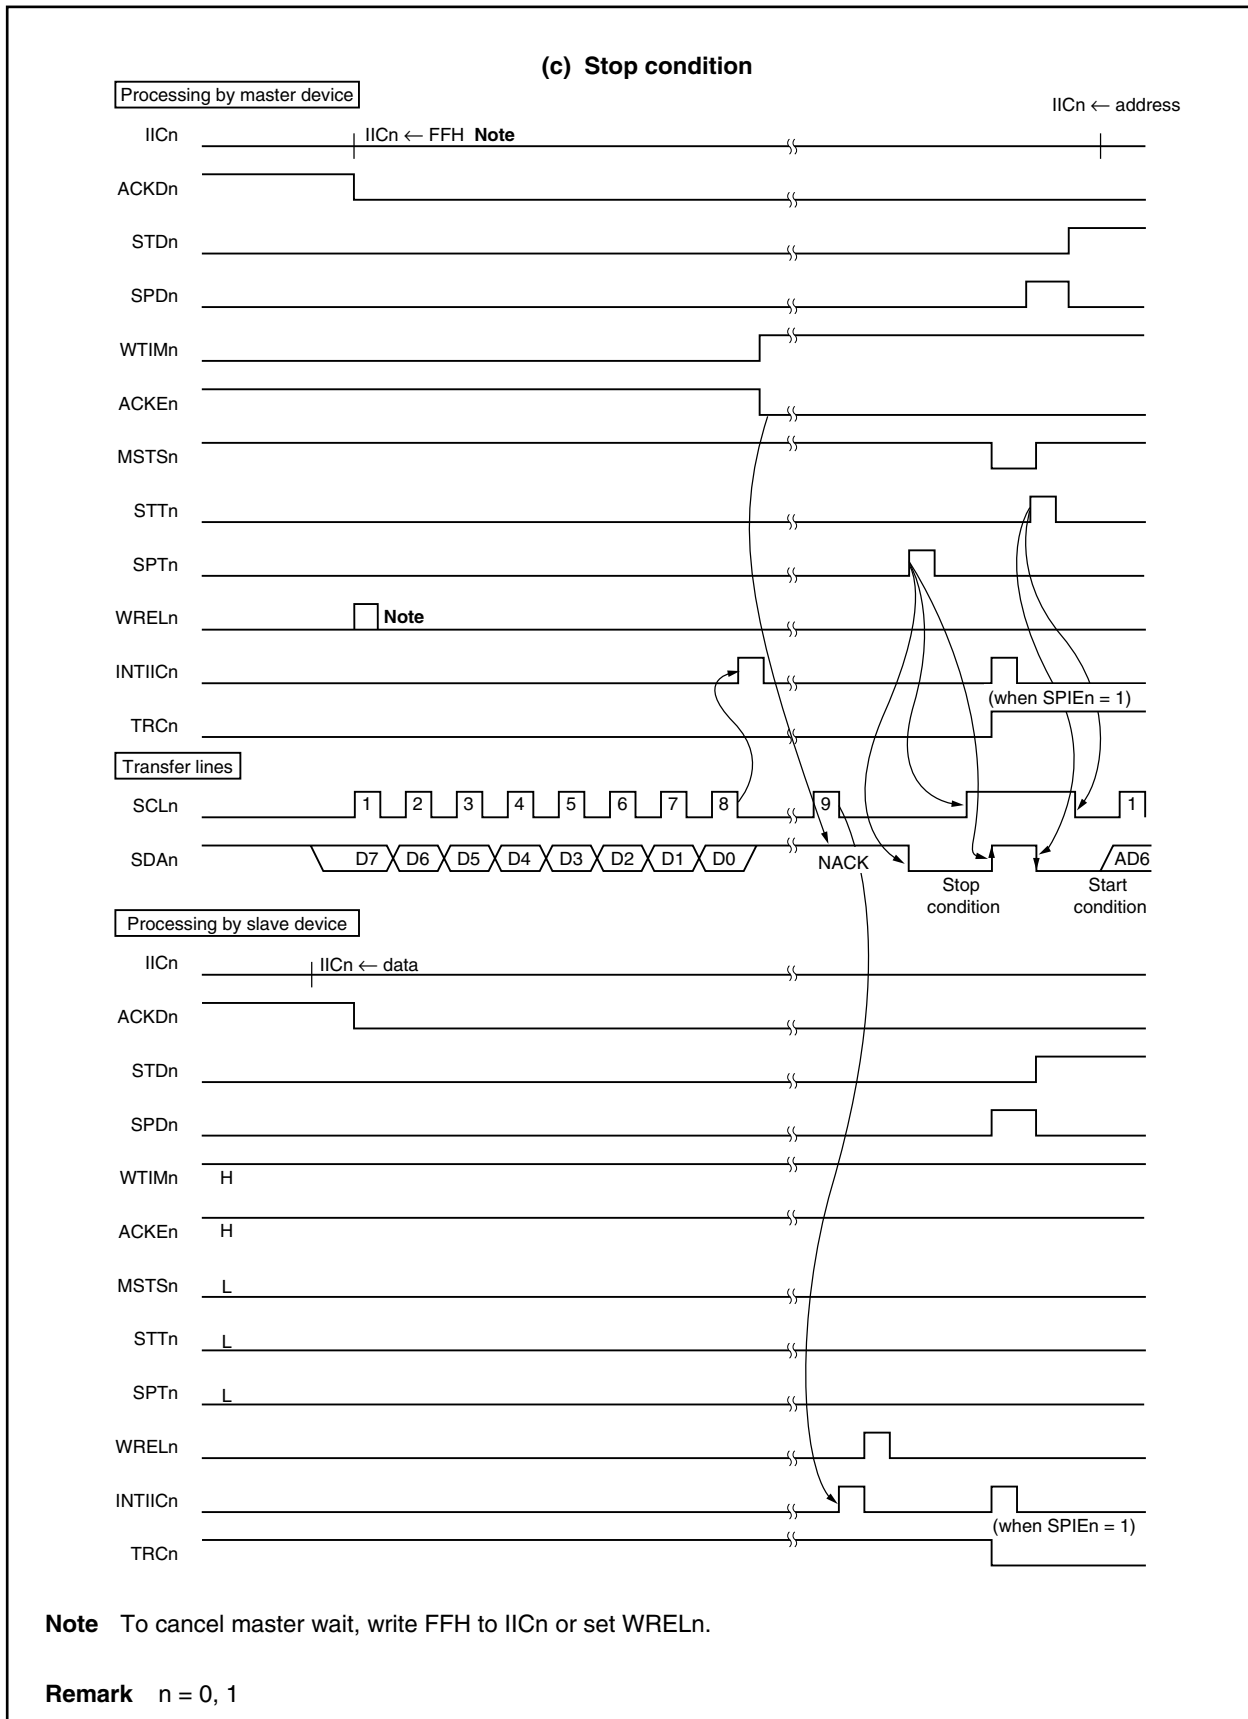 (c) Stop condition
Processing by master device
IICn ← address
IICn
IICn ← FFH Note
ACKDn
STDn
SPDn
WTIMn
ACKEn
MSTSn
STTn
SPTn
WRELn
Note
INTIICn
(when SPIEn = 1)
TRCn
Transfer lines
SCLn
1 2 3 4 5 6 7 8 9 1
SDAn
D7 D6 D5 D4 D3 D2 D1 D0 NACK AD6
Stop condition
Start condition
Processing by slave device
IICn
IICn ← data
ACKDn
STDn
SPDn
WTIMn H
ACKEn H
MSTSn L
STTn L
SPTn L
WRELn
INTIICn
(when SPIEn = 1)
TRCn
Note To cancel master wait, write FFH to IICn or set WRELn.
Remark n = 0, 1